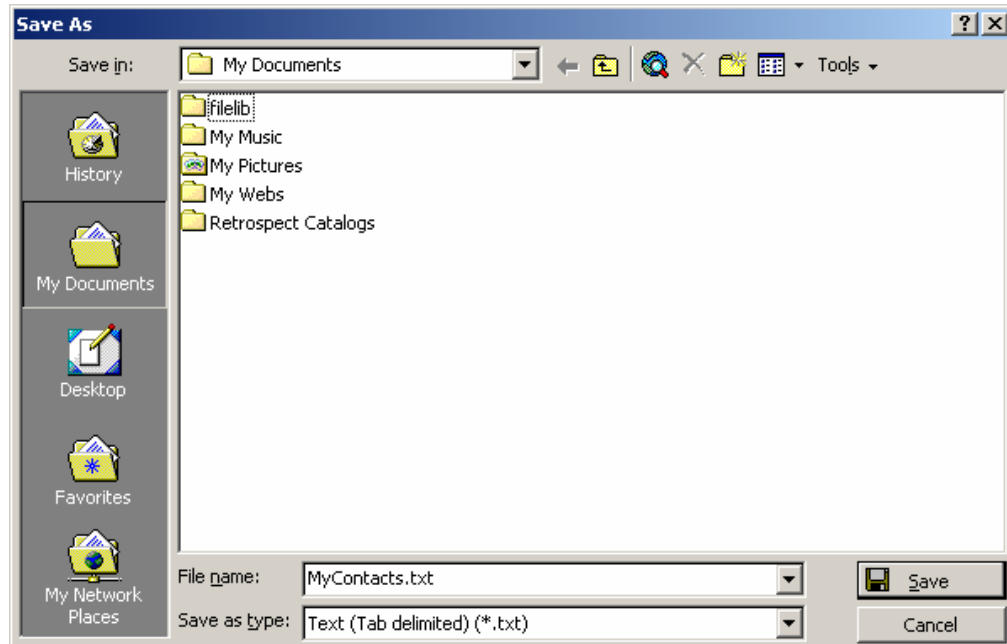 Save As
Save in:
My Documents
Tools
filelib
My Music
My Pictures
My Webs
Retrospect Catalogs
History
My Documents
Desktop
Favorites
My Network
Places
File name:
MyContacts.txt
Save
Save as type:
Text (Tab delimited) (*.txt)
Cancel